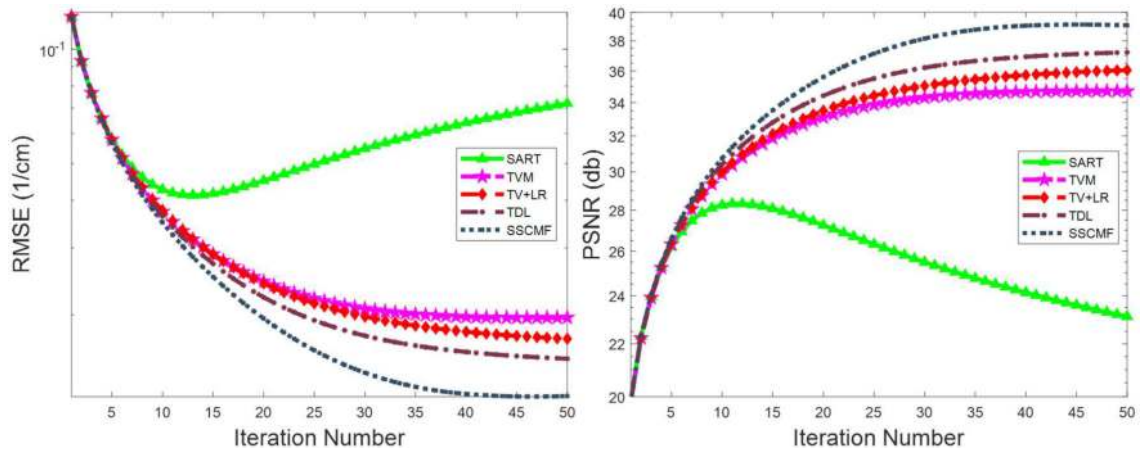 10-1
RMSE (1/cm)
SART
TVM
TV+LR
TDL
SSCMF
5 10 15 20 25 30 35 40 45 50
Iteration Number
40
38
36
34
32
30
28
26
24
22
20
PSNR (db)
SART
TVM
TV+LR
TDL
SSCMF
5 10 15 20 25 30 35 40 45 50
Iteration Number